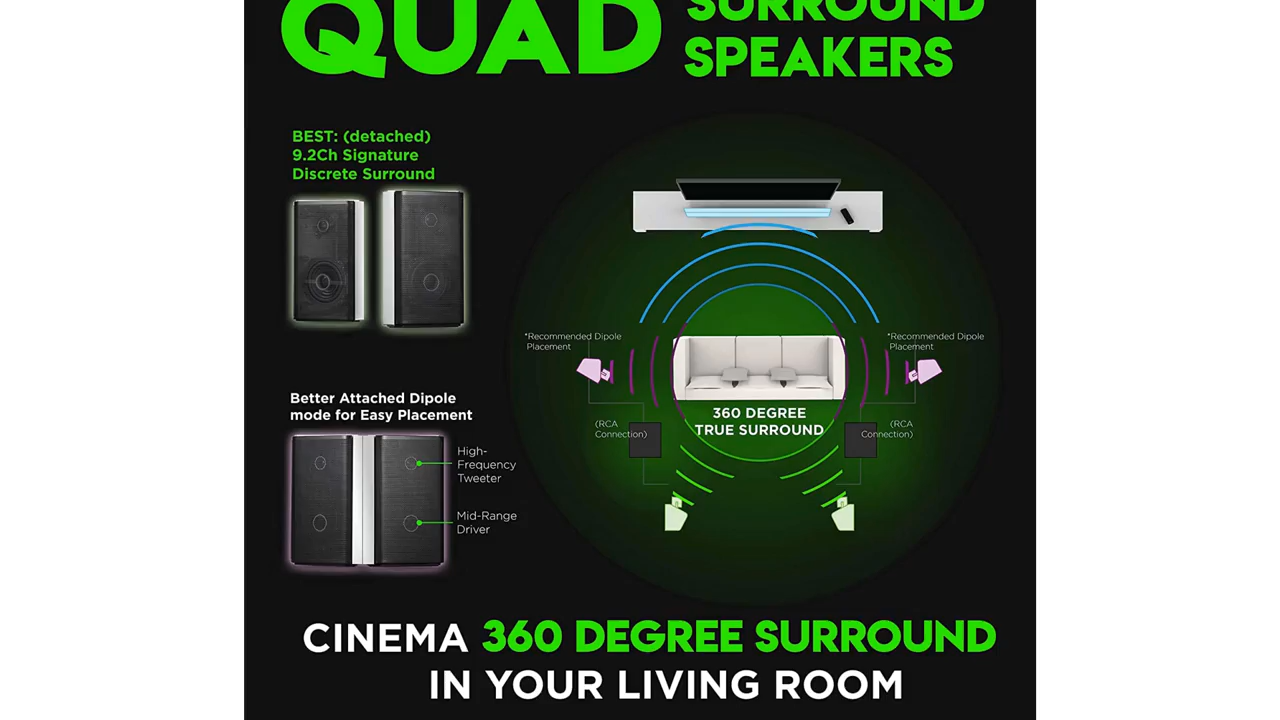 QUAD
SURROUND
SPEAKERS
BEST: (detached)
9.2Ch Signature
Discrete Surround
Better Attached Dipole
mode for Easy Placement
High-
Frequency
Tweeter
Mid-Range
Driver
*Recommended Dipole
Placement
*Recommended Dipole
Placement
360 DEGREE
TRUE SURROUND
(RCA
Connection)
(RCA
Connection)
CINEMA 360 DEGREE SURROUND
IN YOUR LIVING ROOM